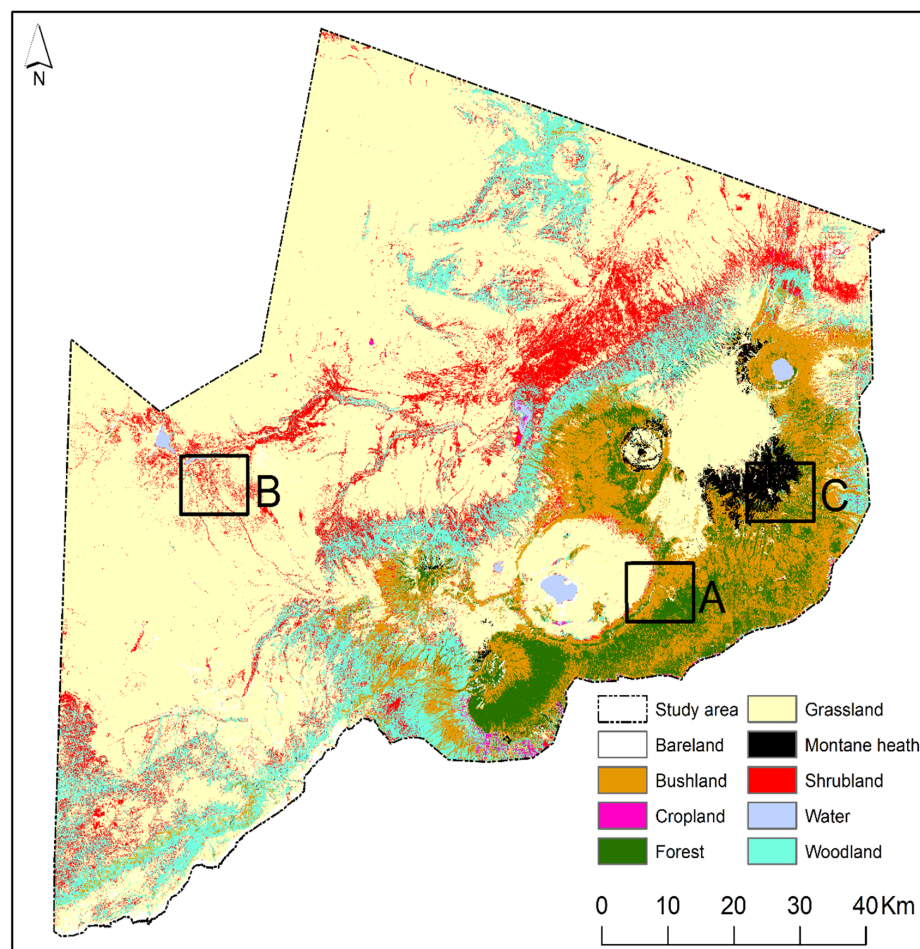 N
B
C
A
Study area
Grassland
Bareland
Montane heath
Bushland
Shrubland
Cropland
Water
Forest
Woodland
0 10 20 30 40 Km